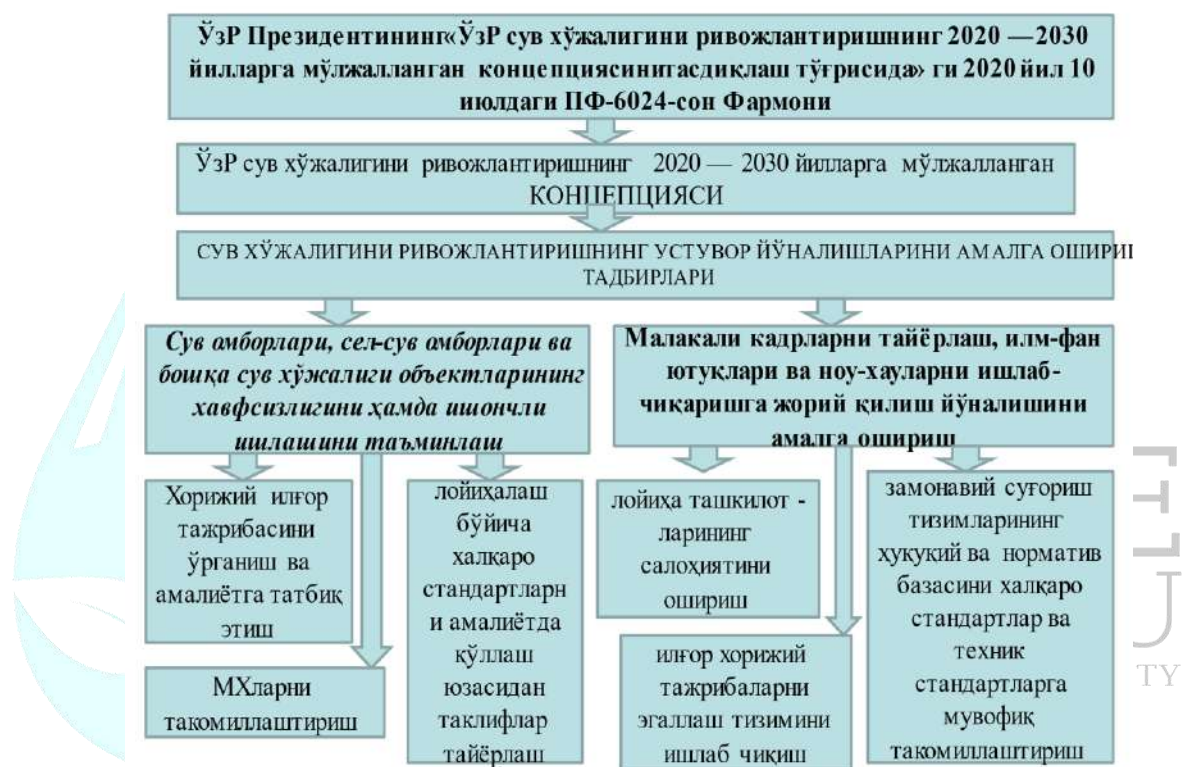 ЎзР Президентининг«ЎзР сув хўжалигини ривожлантиришнинг 2020 —2030
йилларга мўлжалланган концепциясинитасдиқлаш тўғрисида» ги 2020 йил 10
июлдаги ПФ-6024-сон Фармони
ЎзР сув хўжалигини ривожлантиришнинг 2020 — 2030 йилларга мўлжалланган
КОНЦЕПЦИЯСИ
СУВ ХЎЖАЛИГИНИ РИВОЖЛАНТИРИШНИНГ УСТУВОР ЙЎНАЛИШЛАРИНИ АМАЛГА ОШИРИШ
ТАДБИРЛАРИ
Сув омборлари, сел-сув омборлари ва
бошқа сув хўжалиги объектларининг
хавфсизлигини ҳамда ишончли
ишлашини таъминлаш
Малакали кадрларни тайёрлаш, илм-фан
ютуқлари ва ноу-хауларни ишлаб-
чиқаришга жорий қилиш йўналишини
амалга ошириш
Хорижий илғор
тажрибасини
ўрганиш ва
амалиётга татбиқ
этиш
МХларни
такомиллаштириш
лойиҳалаш
бўйича
халқаро
стандартларн
и амалиётда
қўллаш
юзасидан
таклифлар
тайёрлаш
лойиҳа ташкилот -
ларининг
салоҳиятини
ошириш
илғор хорижий
тажрибаларни
эгаллаш тизимини
ишлаб чиқиш
замонавий суғориш
тизимларининг
ҳуқуқий ва норматив
базасини халқаро
стандартлар ва
техник
стандартларга
мувофиқ
такомиллаштириш
TY